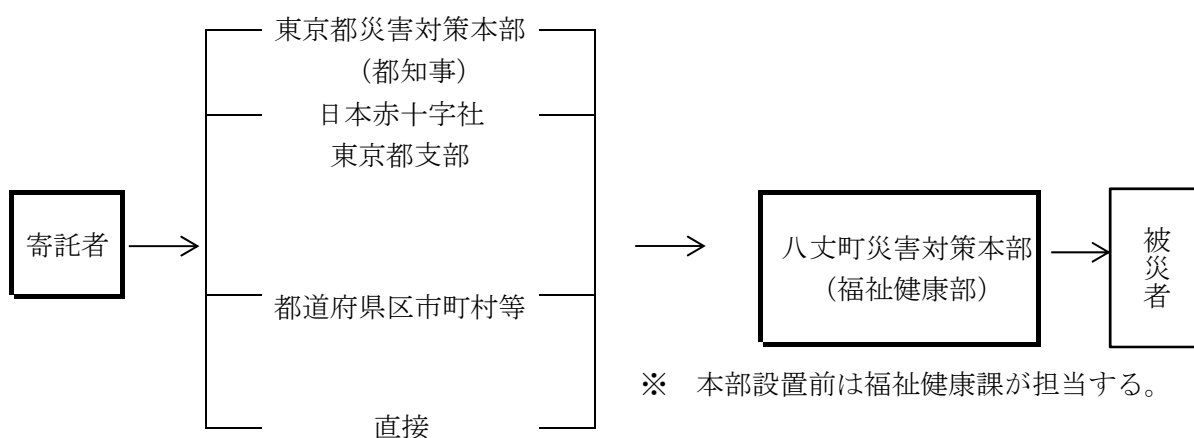 東京都災害対策本部
（都知事）
日本赤十字社
東京都支部
寄託者
都道府県区市町村等
直接
八丈町災害対策本部
（福祉健康部）
被災者
※　本部設置前は福祉健康課が担当する。